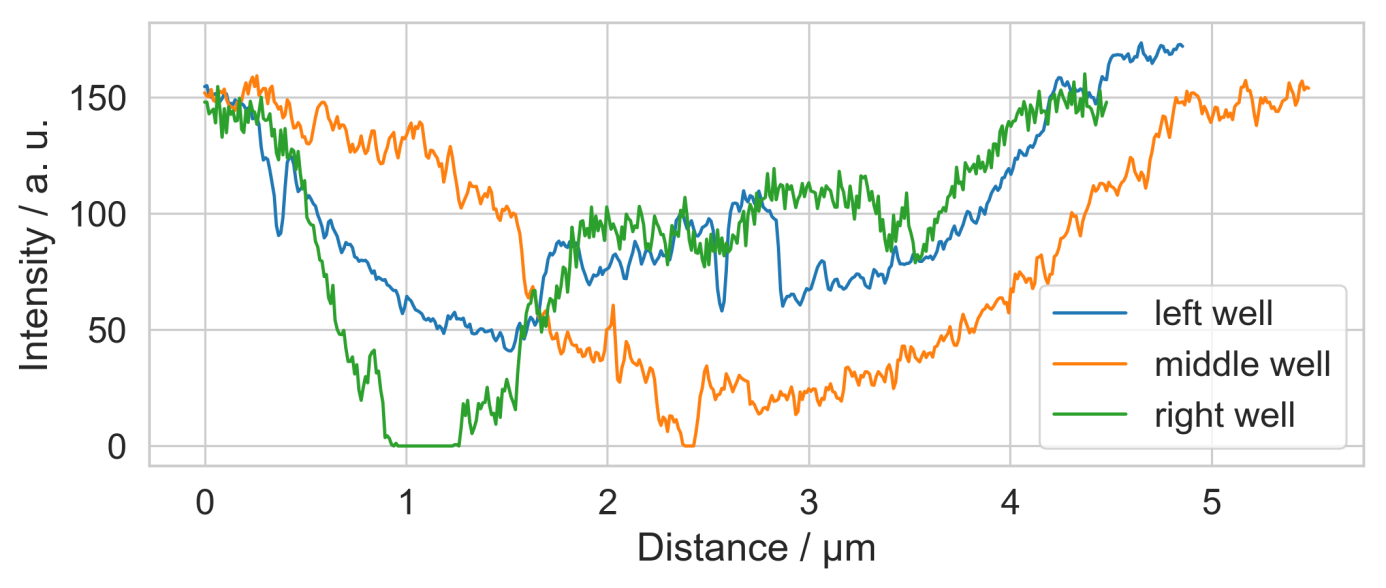 Intensity / a. u.
150
100
50
0
0 1 2 3 4 5
Distance / μm
left well
middle well
right well